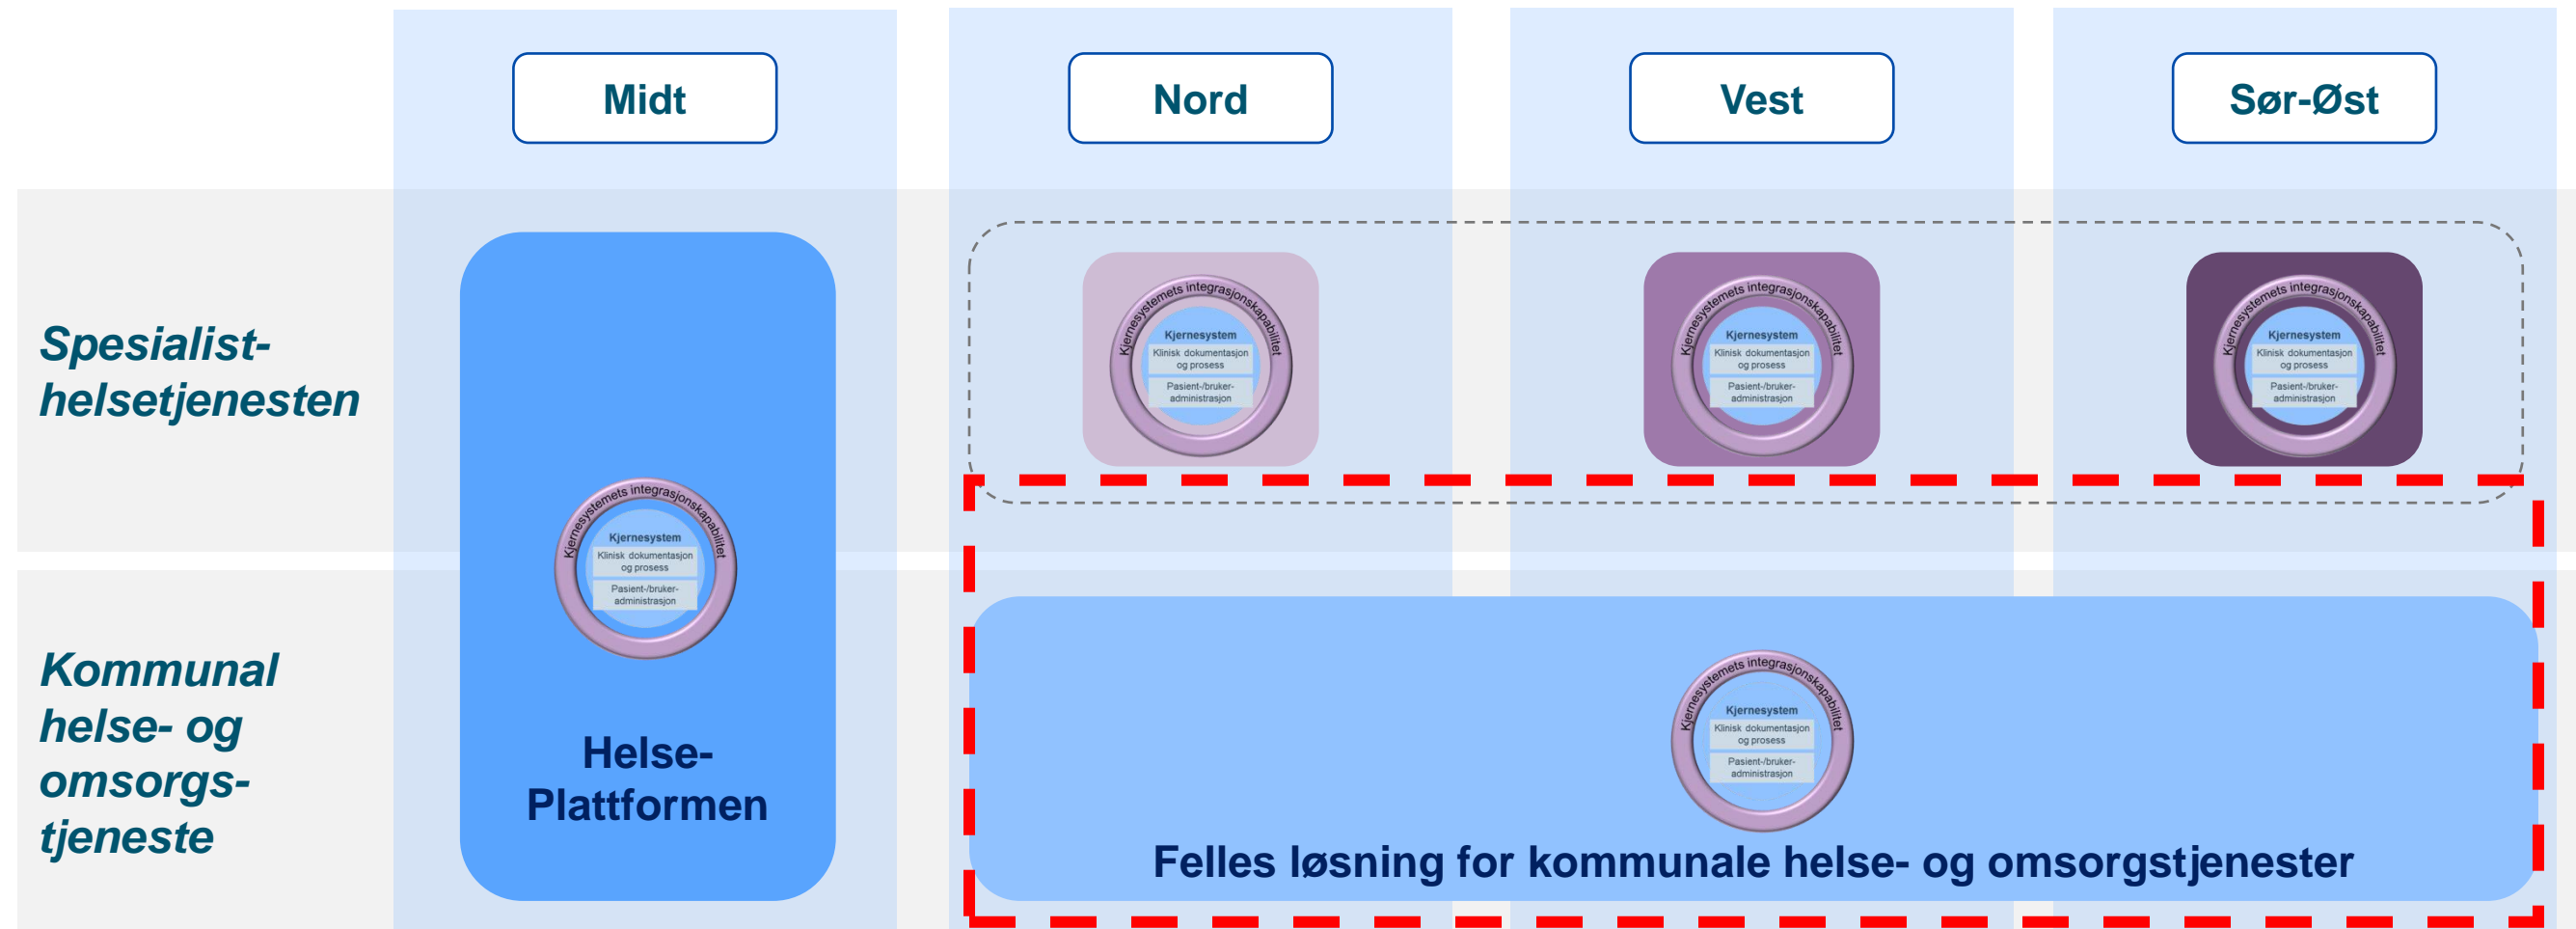 Midt
Nord
Vest
Sør-Øst
Spesialist-
helsetjenesten
Kjernesystemets integrasjonskapabilitet
Kjernesystem
Klinisk dokumentasjon
og prosess
Pasient-/bruker-
administrasjon
Kjernesystemets integrasjonskapabilitet
Kjernesystem
Klinisk dokumentasjon
og prosess
Pasient-/bruker-
administrasjon
Kjernesystemets integrasjonskapabilitet
Kjernesystem
Klinisk dokumentasjon
og prosess
Pasient-/bruker-
administrasjon
Kjernesystemets integrasjonskapabilitet
Kjernesystem
Klinisk dokumentasjon
og prosess
Pasient-/bruker-
administrasjon
Helse-
Plattformen
Kommunal
helse- og
omsorgs-
tjeneste
Kjernesystemets integrasjonskapabilitet
Kjernesystem
Klinisk dokumentasjon
og prosess
Pasient-/bruker-
administrasjon
Felles løsning for kommunale helse- og omsorgstjenester